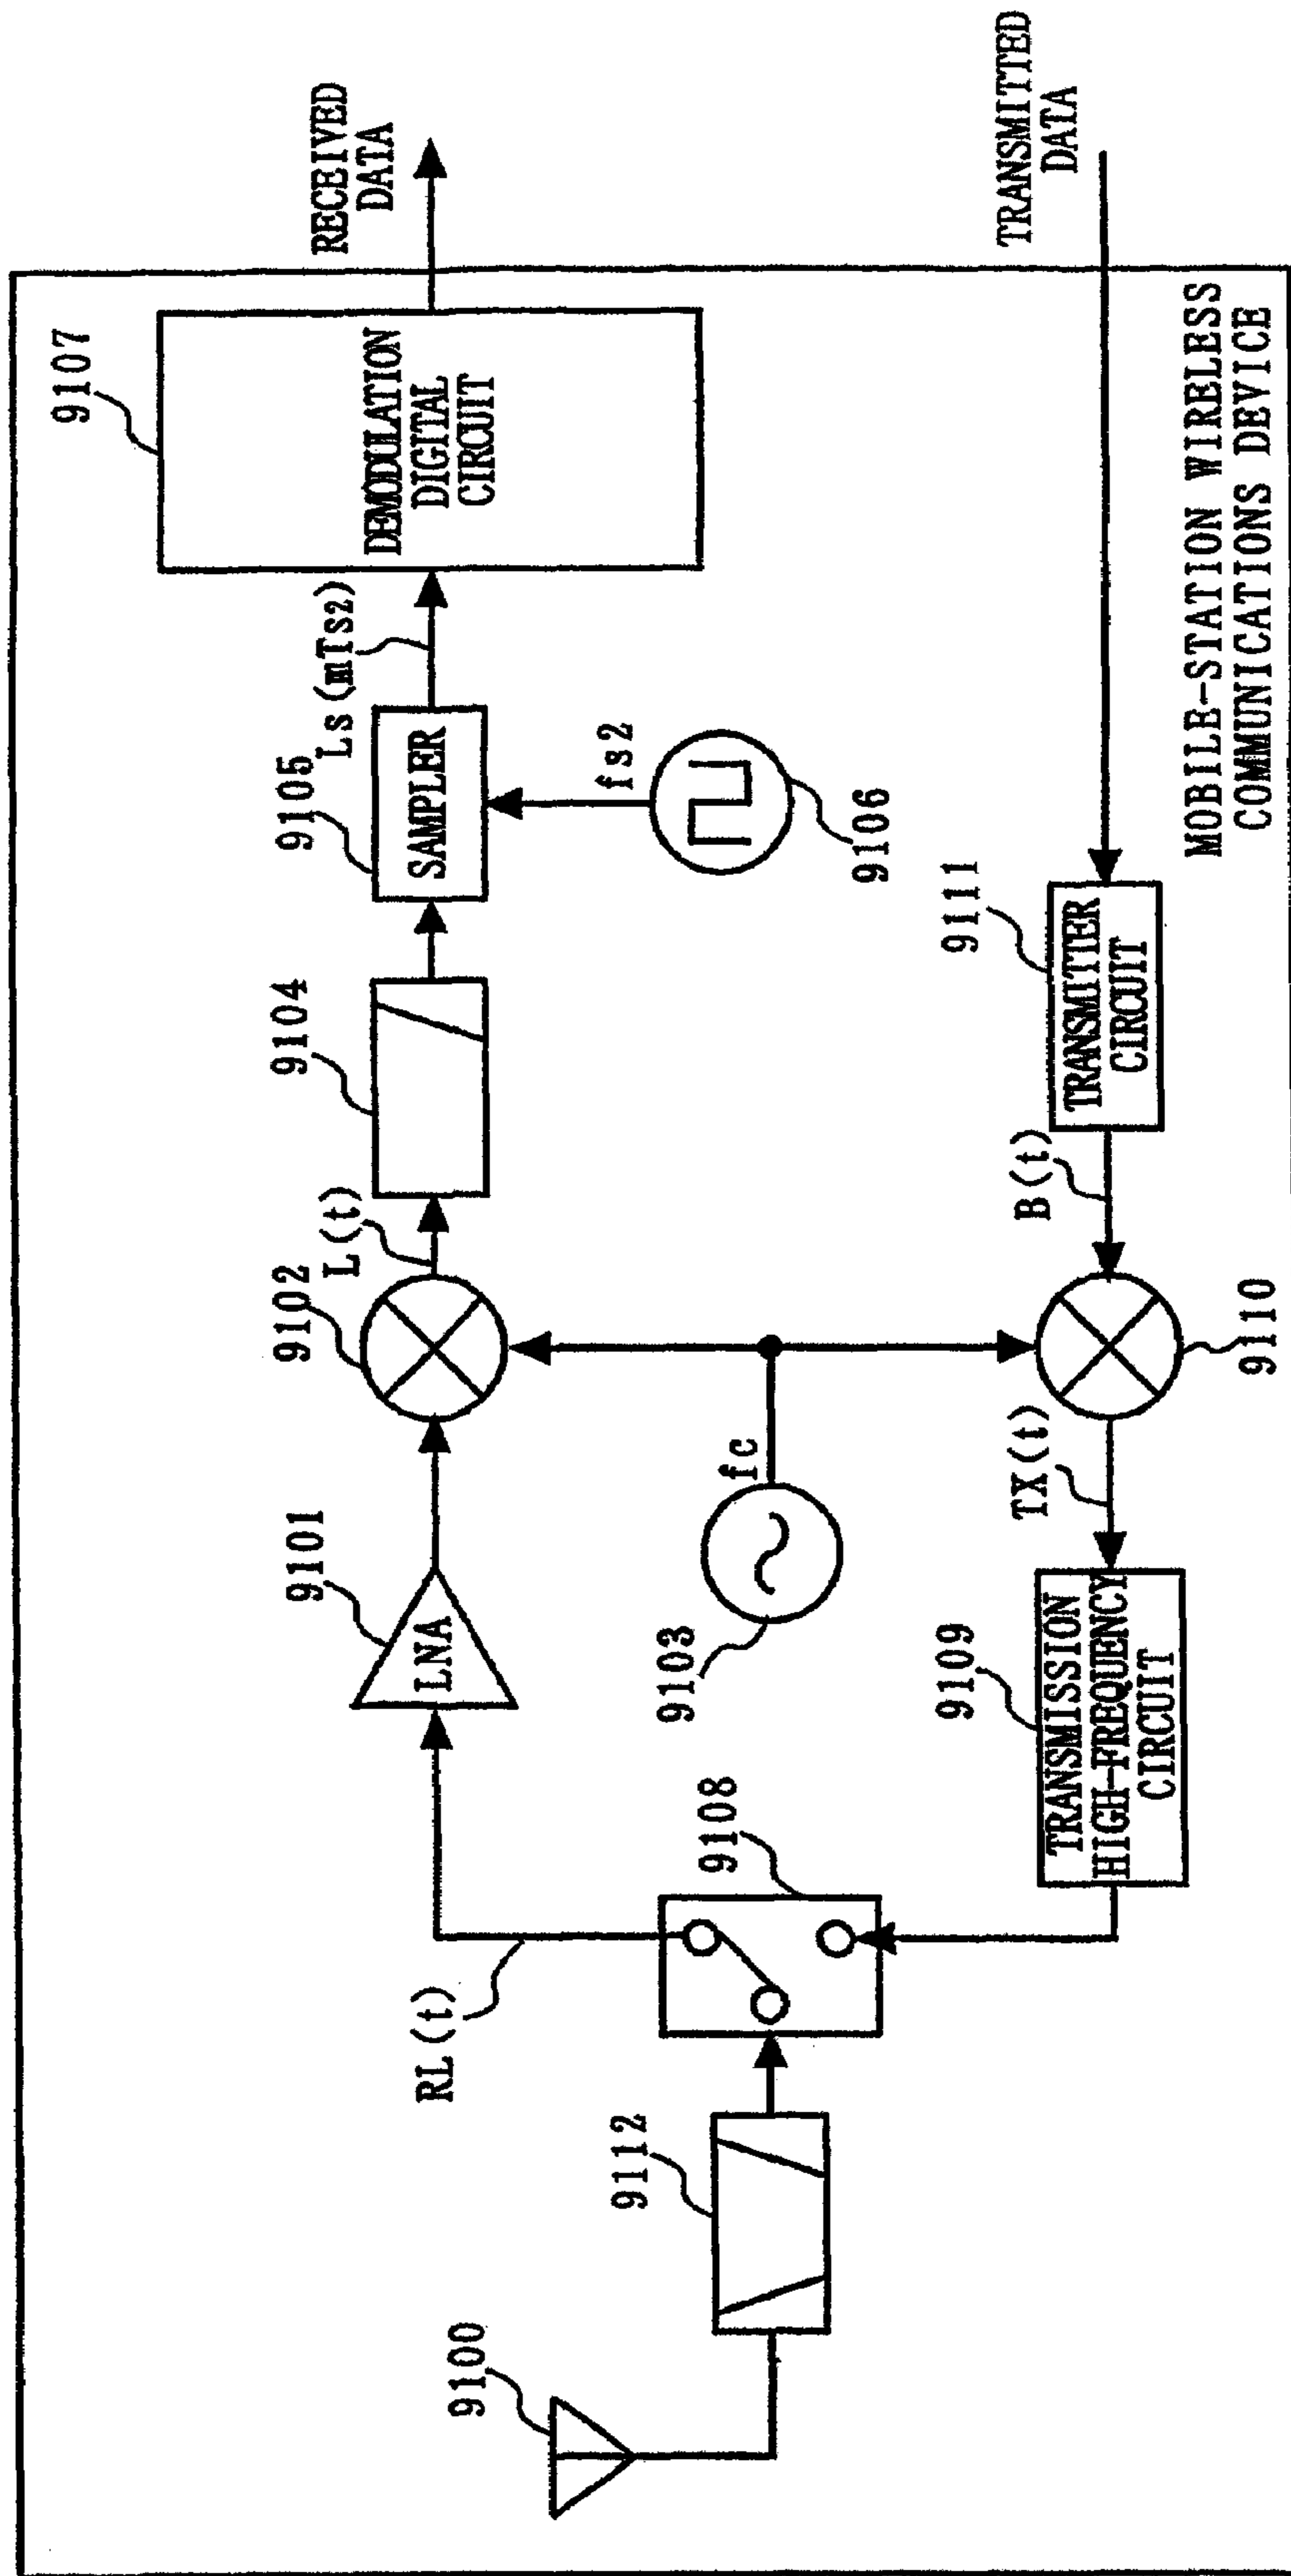 9100
9112
RL(t)
9108
9101
LNA
9102
L(t)
9104
9105
SAMPLER
Ls(mTs2)
9107
DEMODULATION
DIGITAL
CIRCUIT
RECEIVED
DATA
9103
fc
fs2
9106
9109
TRANSMISSION
HIGH-FREQUENCY
CIRCUIT
TX(t)
9110
B(t)
9111
TRANSMITTER
CIRCUIT
TRANSMITTED
DATA
MOBILE-STATION WIRELESS
COMMUNICATIONS DEVICE